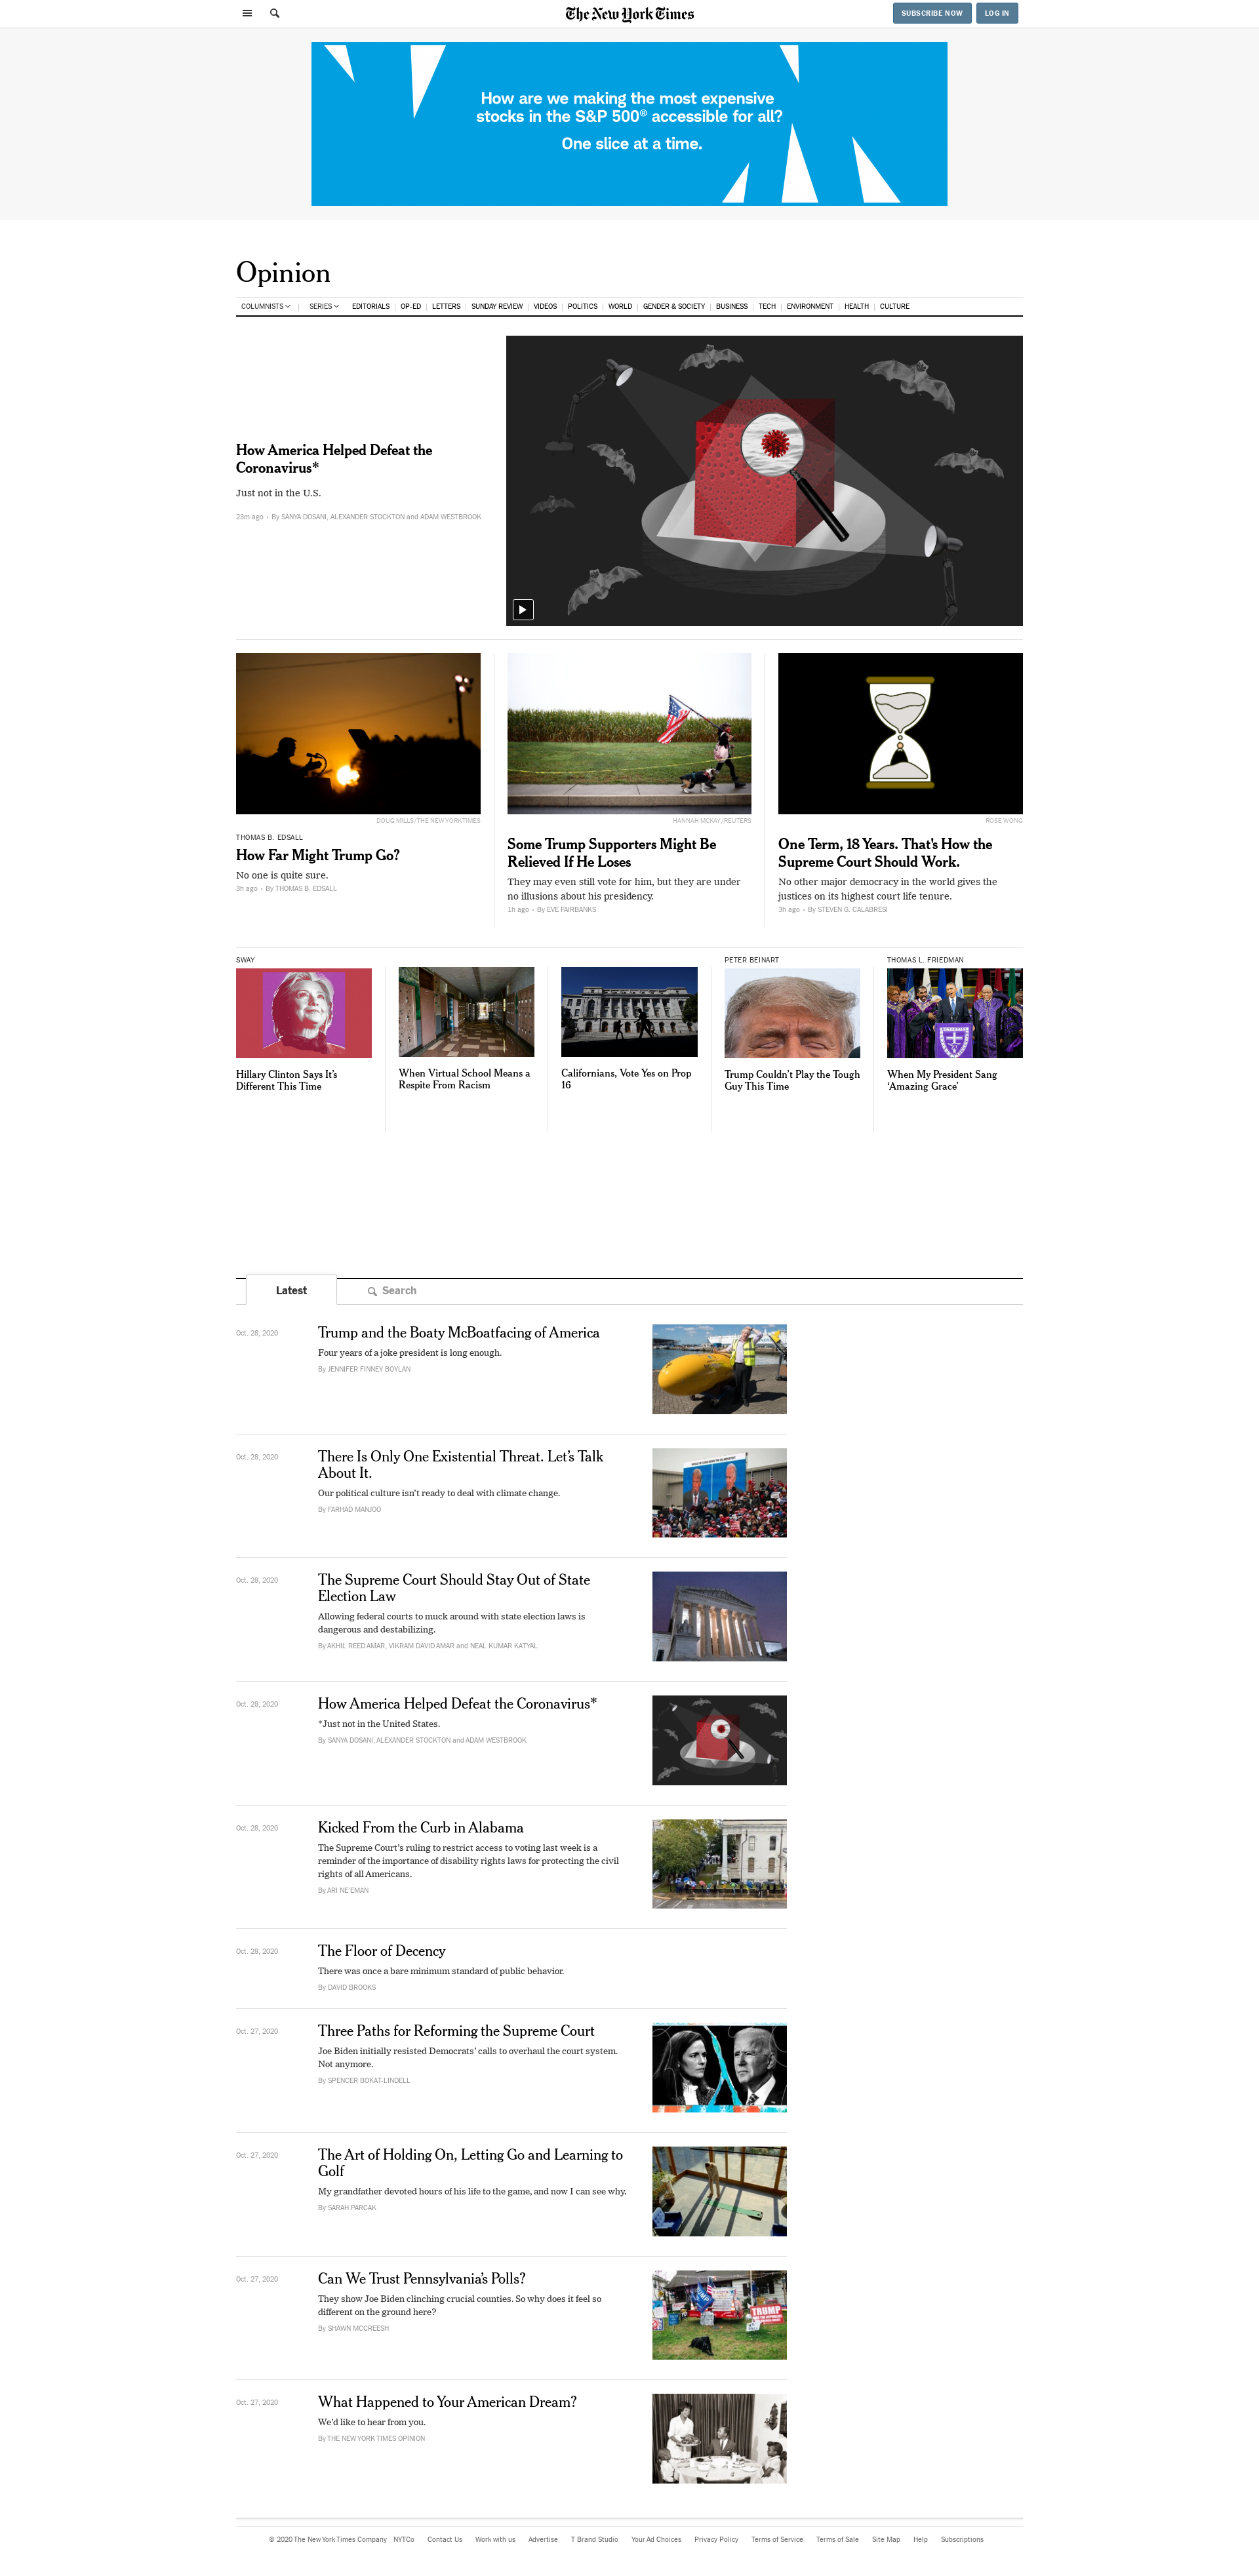 The New York Times
SUBSCRIBE NOW
LOG IN
How are we making the most expensive
stocks in the S&P 500® accessible for all?
One slice at a time.
Opinion
COLUMNISTS
SERIES
EDITORIALS
OP-ED
LETTERS
SUNDAY REVIEW
VIDEOS
POLITICS
WORLD
GENDER & SOCIETY
BUSINESS
TECH
ENVIRONMENT
HEALTH
CULTURE
How America Helped Defeat the
Coronavirus*
Just not in the U.S.
23m ago • By SANYA DOSANI, ALEXANDER STOCKTON and ADAM WESTBROOK
DOUG MILLS/THE NEW YORK TIMES
THOMAS B. EDSALL
How Far Might Trump Go?
No one is quite sure.
3h ago • By THOMAS B. EDSALL
HANNAH MCKAY/REUTERS
Some Trump Supporters Might Be
Relieved If He Loses
They may even still vote for him, but they are under
no illusions about his presidency.
1h ago • By EVE FAIRBANKS
ROSE WONG
One Term, 18 Years. That's How the
Supreme Court Should Work.
No other major democracy in the world gives the
justices on its highest court life tenure.
3h ago • By STEVEN G. CALABRESI
SWAY
Hillary Clinton Says It's
Different This Time
When Virtual School Means a
Respite From Racism
Californians, Vote Yes on Prop
16
PETER BEINART
Trump Couldn't Play the Tough
Guy This Time
THOMAS L. FRIEDMAN
When My President Sang
‘Amazing Grace’
Latest
Search
Oct. 28, 2020
Trump and the Boaty McBoatfacing of America
Four years of a joke president is long enough.
By JENNIFER FINNEY BOYLAN
Oct. 28, 2020
There Is Only One Existential Threat. Let's Talk
About It.
Our political culture isn't ready to deal with climate change.
By FARHAD MANJOO
Oct. 28, 2020
The Supreme Court Should Stay Out of State
Election Law
Allowing federal courts to muck around with state election laws is
dangerous and destabilizing.
By AKHIL REED AMAR, VIKRAM DAVID AMAR and NEAL KUMAR KATYAL
Oct. 28, 2020
How America Helped Defeat the Coronavirus*
*Just not in the United States.
By SANYA DOSANI, ALEXANDER STOCKTON and ADAM WESTBROOK
Oct. 28, 2020
Kicked From the Curb in Alabama
The Supreme Court's ruling to restrict access to voting last week is a
reminder of the importance of disability rights laws for protecting the civil
rights of all Americans.
By ARI NE'EMAN
Oct. 28, 2020
The Floor of Decency
There was once a bare minimum standard of public behavior.
By DAVID BROOKS
Oct. 27, 2020
Three Paths for Reforming the Supreme Court
Joe Biden initially resisted Democrats' calls to overhaul the court system.
Not anymore.
By SPENCER BOKAT-LINDELL
Oct. 27, 2020
The Art of Holding On, Letting Go and Learning to
Golf
My grandfather devoted hours of his life to the game, and now I can see why.
By SARAH PARCAK
Oct. 27, 2020
Can We Trust Pennsylvania's Polls?
They show Joe Biden clinching crucial counties. So why does it feel so
different on the ground here?
By SHAWN MCCREESH
TRUMP
Oct. 27, 2020
What Happened to Your American Dream?
We'd like to hear from you.
By THE NEW YORK TIMES OPINION
© 2020 The New York Times Company NYTCo Contact Us Work with us Advertise T Brand Studio Your Ad Choices Privacy Policy Terms of Service Terms of Sale Site Map Help Subscriptions